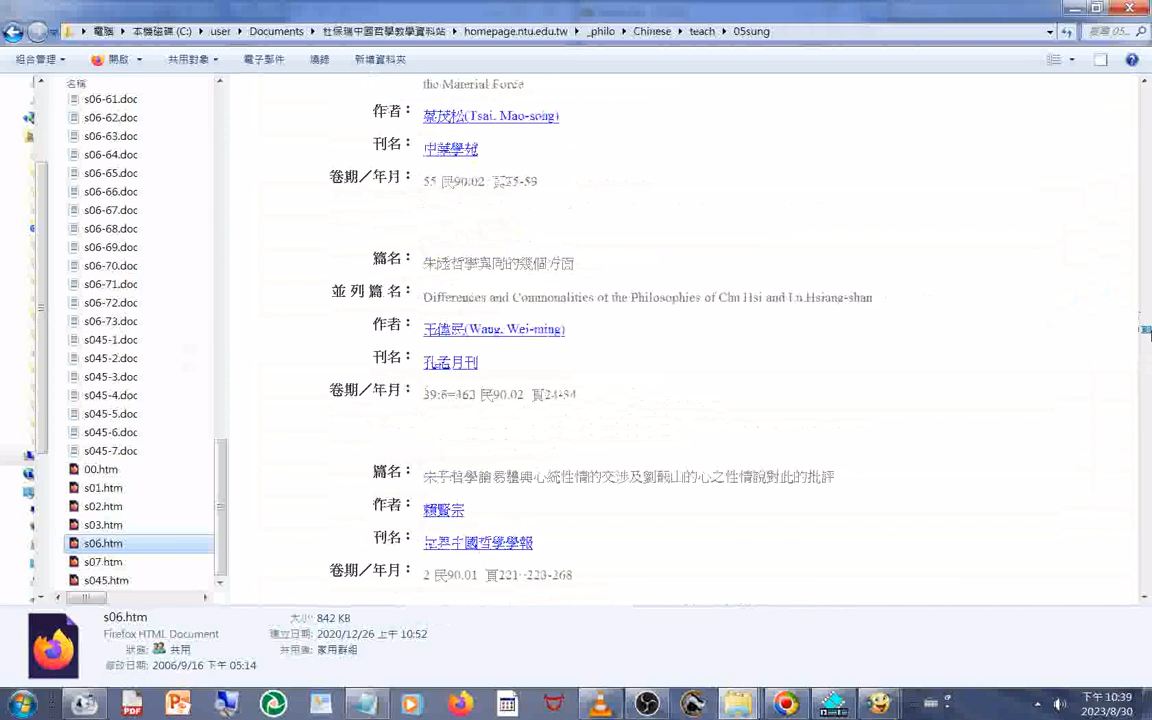 電腦 ▸ 本機磁碟 (C:) ▸ user ▸ Documents ▸ 杜保瑞中國哲學教學資料站 ▸ homepage.ntu.edu.tw ▸ _philo ▸ Chinese ▸ teach ▸ 05sung
搜尋 05...
組合管理 開啟 共用對象 電子郵件 燒錄 新增資料夾
名稱
s06-61.doc
s06-62.doc
s06-63.doc
s06-64.doc
s06-65.doc
s06-66.doc
s06-67.doc
s06-68.doc
s06-69.doc
s06-70.doc
s06-71.doc
s06-72.doc
s06-73.doc
s045-1.doc
s045-2.doc
s045-3.doc
s045-4.doc
s045-5.doc
s045-6.doc
s045-7.doc
00.htm
s01.htm
s02.htm
s03.htm
s06.htm
s07.htm
s045.htm
the Material Force
作者： 蔡茂松(Tsai, Mao-song)
刊名： 中華學苑
卷期／年月： 55 民90.02 頁25-53
篇名： 朱陸哲學異同的幾個方面
並列篇名： Differences and Commonalities of the Philosophies of Chu Hsi and Lu Hsiang-shan
作者： 王偉民(Wang, Wei-ming)
刊名： 孔孟月刊
卷期／年月： 39:6=462 民90.02 頁24-34
篇名： 朱子哲學論易體與心統性情的交涉及劉蕺山的心之性情說對此的批評
作者： 賴賢宗
刊名： 世界中國哲學學報
卷期／年月： 2 民90.01 頁221+223-268
s06.htm
Firefox HTML Document
狀態: 共用
修改日期: 2006/9/16 下午 05:14
大小: 842 KB
建立日期: 2020/12/26 上午 10:52
共用擁: 家用群組
下午 10:39
2023/8/30